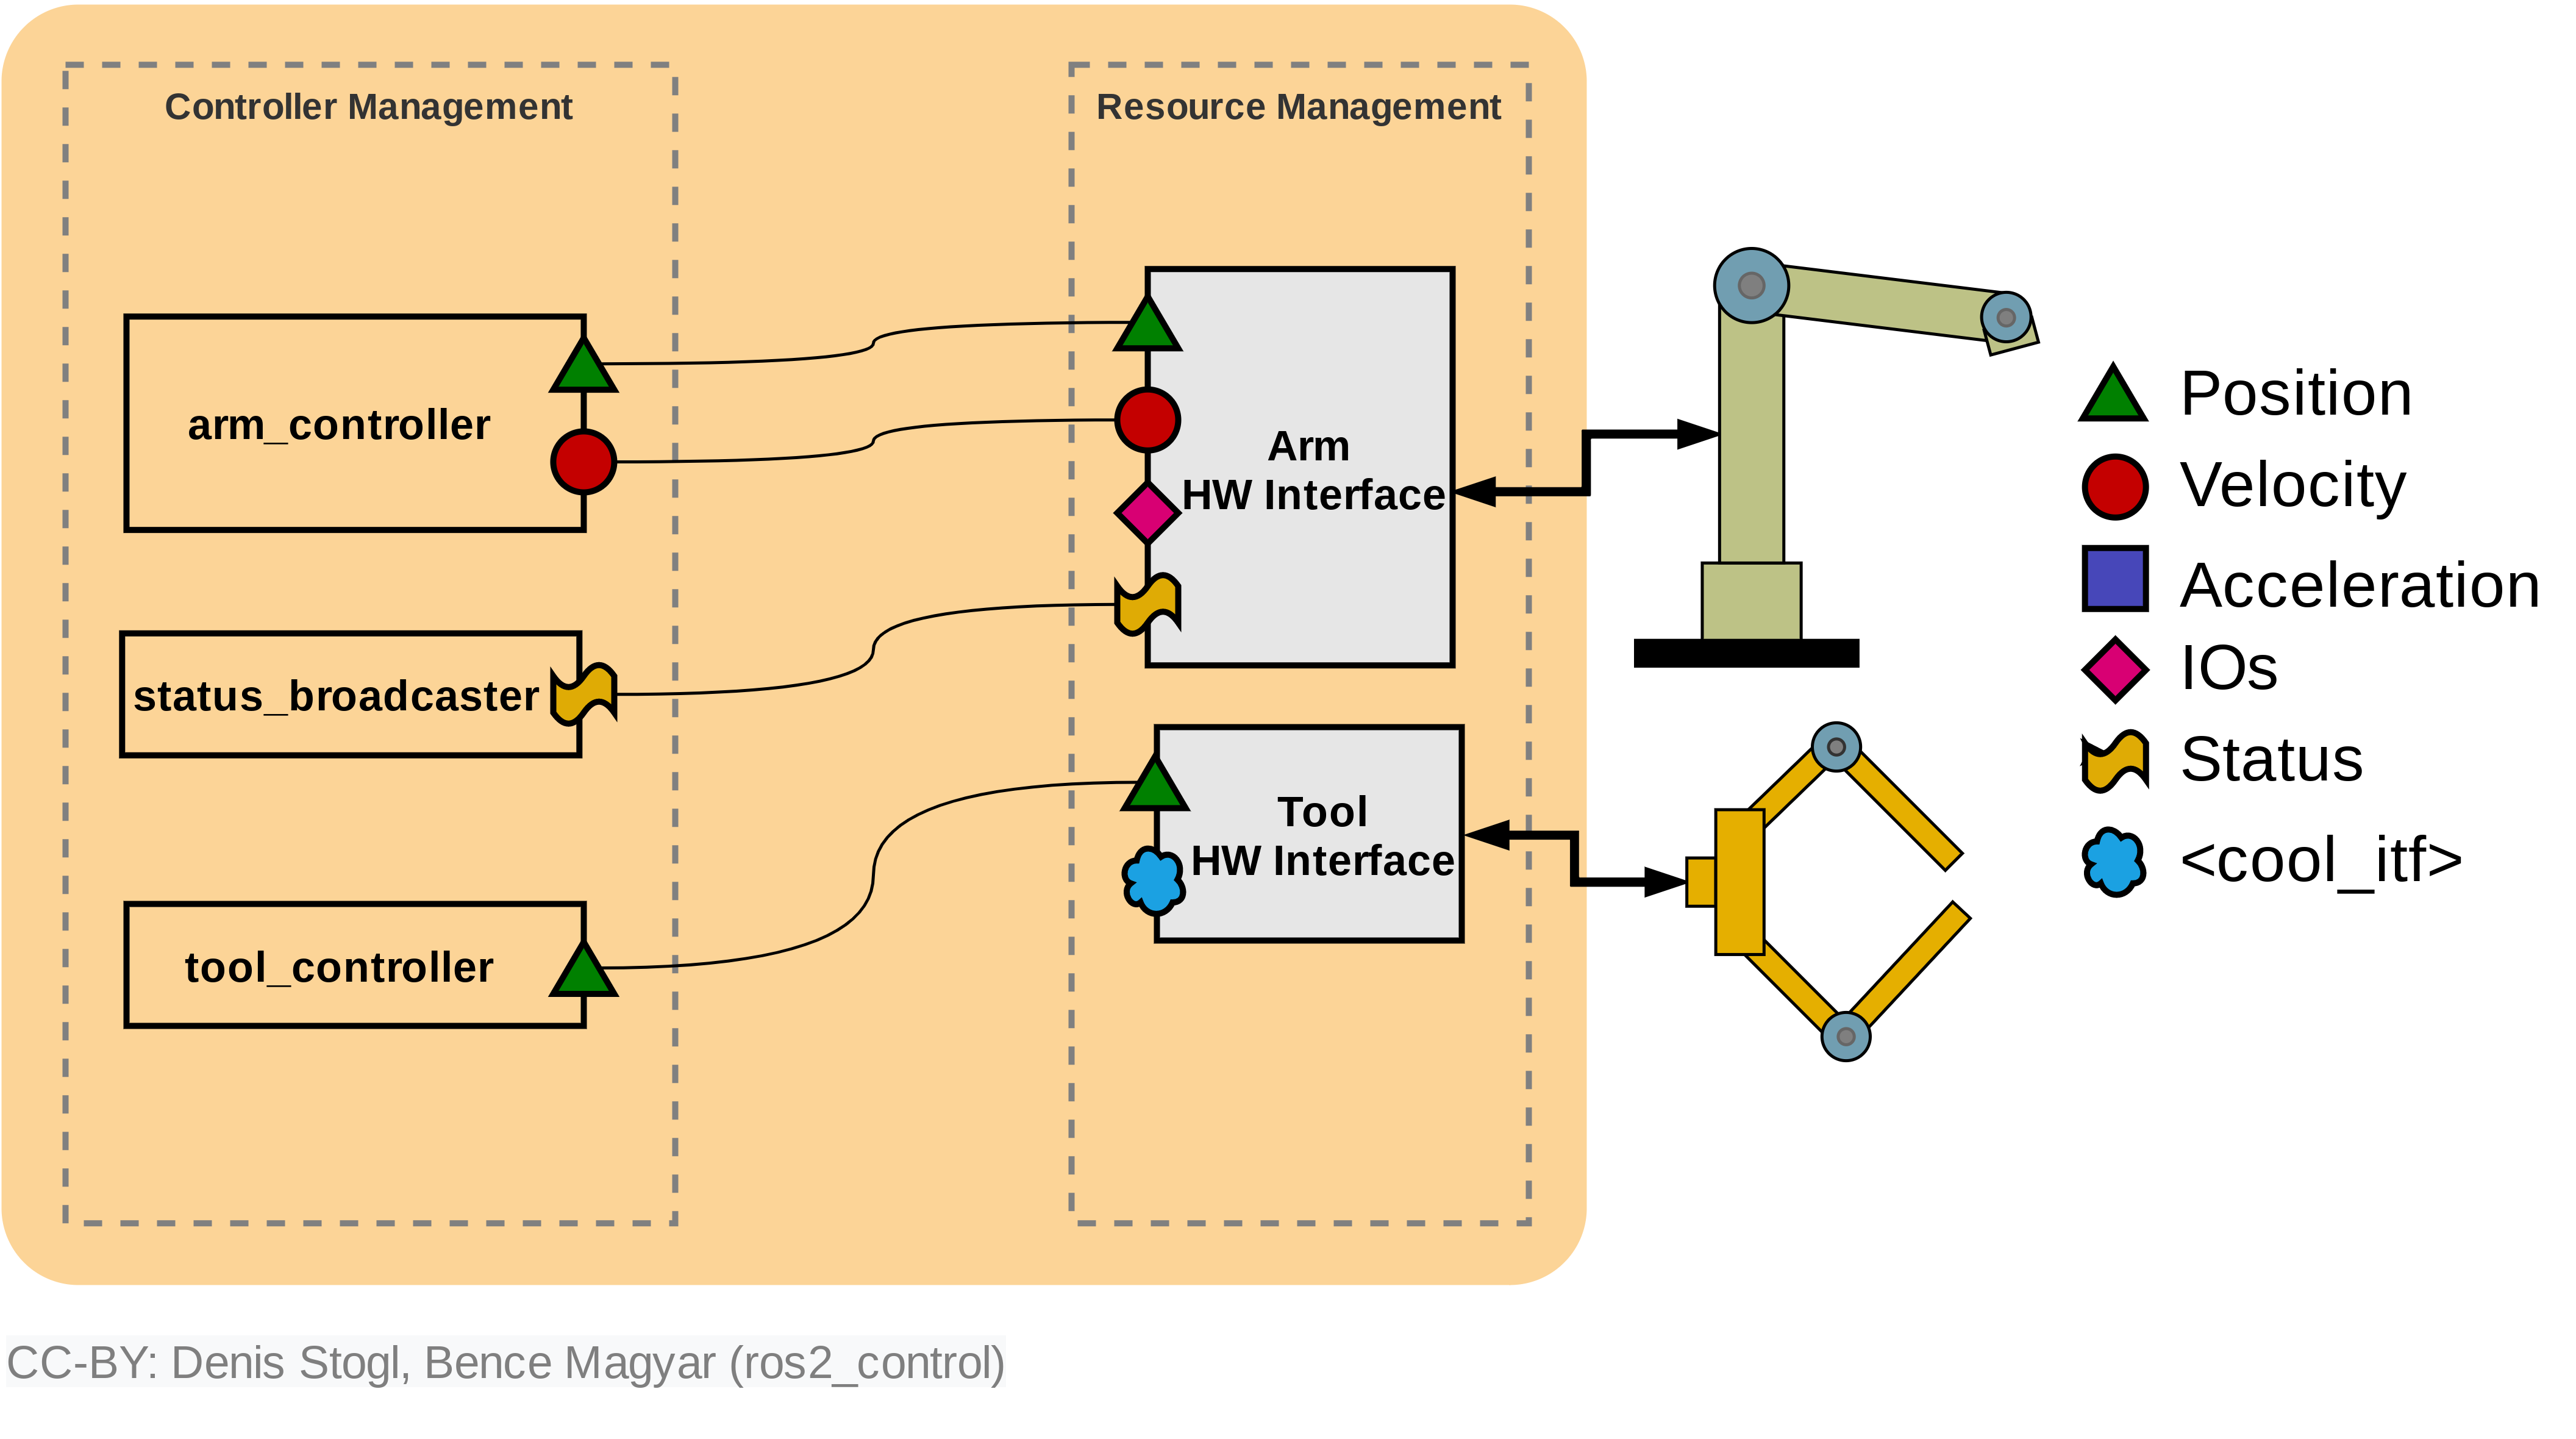 Controller Management
Resource Management
arm_controller
Arm
HW Interface
status_broadcaster
Tool
HW Interface
tool_controller
Position
Velocity
Acceleration
IOs
Status
<cool_itf>
CC-BY: Denis Stogl, Bence Magyar (ros2_control)